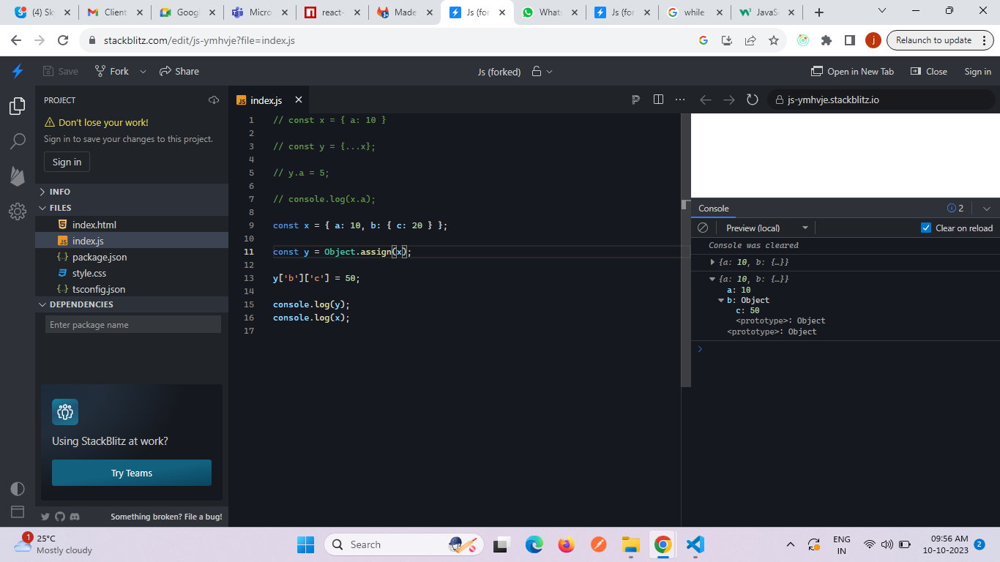 (4) Sk
Client
Googl
Micro
react-
Made
Js (for
Whats
Js (for
while
JavaS
stackblitz.com/edit/js-ymhvje?file=index.js
j
Relaunch to update
Save
Fork
Share
Js (forked)
Open in New Tab
Close
Sign in
PROJECT
Don't lose your work!
Sign in to save your changes to this project.
Sign in
INFO
FILES
index.html
JS index.js
{..} package.json
style.css
{..} tsconfig.json
DEPENDENCIES
Enter package name
Using StackBlitz at work?
Try Teams
Something broken? File a bug!
JS index.js
1 // const x = { a: 10 }
2
3 // const y = {...x};
4
5 // y.a = 5;
6
7 // console.log(x.a);
8
9 const x = { a: 10, b: { c: 20 } };
10
11 const y = Object.assign(x);
12
13 y['b']['c'] = 50;
14
15 console.log(y);
16 console.log(x);
17
js-ymhvje.stackblitz.io
Console
2
Preview (local)
Clear on reload
Console was cleared
{a: 10, b: {…}}
{a: 10, b: {…}}
a: 10
b: Object
c: 50
<prototype>: Object
<prototype>: Object
1
25°C
Mostly cloudy
Search
ENG
IN
09:56 AM
10-10-2023
2